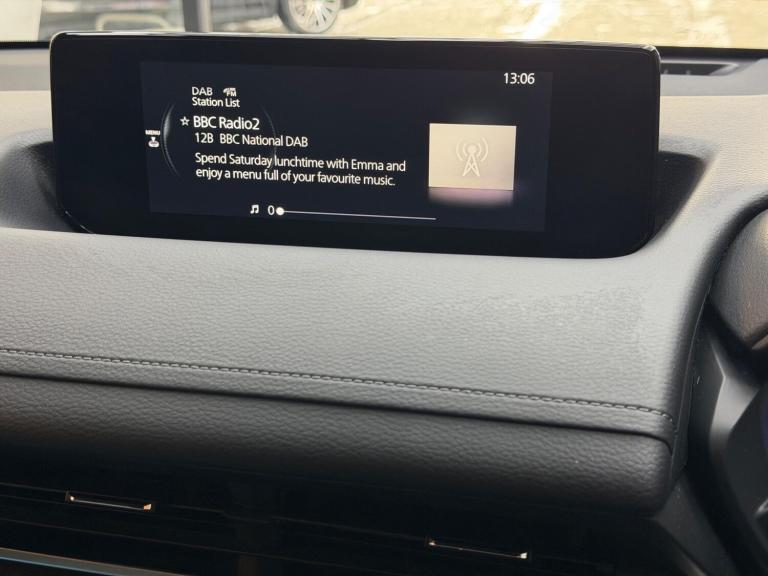 13:06
DAB FM
Station List
☆ BBC Radio2
MENU
12B BBC National DAB
Spend Saturday lunchtime with Emma and
enjoy a menu full of your favourite music.
♫ 0